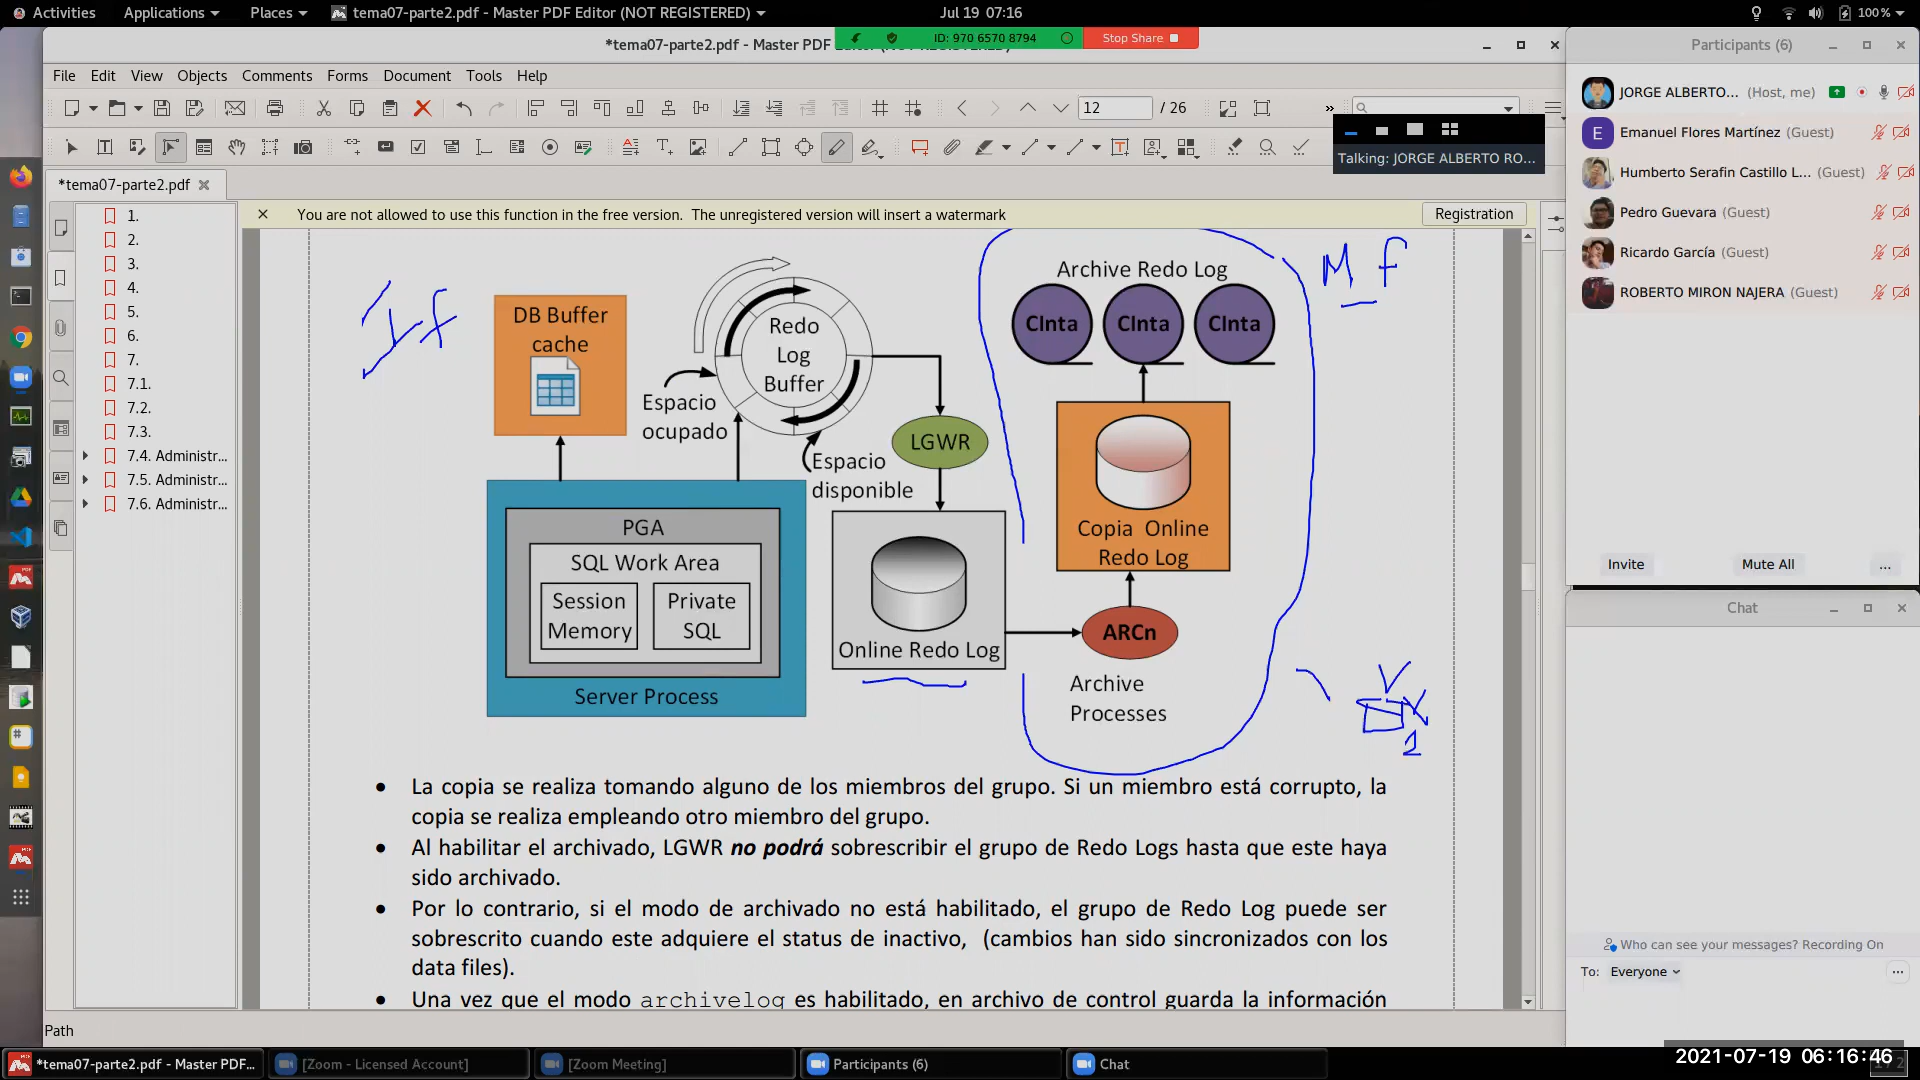 Activities Applications Places tema07-parte2.pdf - Master PDF Editor (NOT REGISTERED) Jul 19 07:16 100%
*tema07-parte2.pdf - Master PDF
ID: 970 6570 8794 Stop Share
File Edit View Objects Comments Forms Document Tools Help
12 / 26
Talking: JORGE ALBERTO RO...
*tema07-parte2.pdf
You are not allowed to use this function in the free version. The unregistered version will insert a watermark
Registration
1.
2.
3.
4.
5.
6.
7.
7.1.
7.2.
7.3.
7.4. Administr...
7.5. Administr...
7.6. Administr...
If
DB Buffer
cache
Redo
Log
Buffer
Espacio
ocupado
Espacio
disponible
LGWR
PGA
SQL Work Area
Session
Memory
Private
SQL
Server Process
Online Redo Log
Archive Redo Log
CInta CInta CInta
Copia Online
Redo Log
ARCn
Archive
Processes
M f
1
• La copia se realiza tomando alguno de los miembros del grupo. Si un miembro está corrupto, la
copia se realiza empleando otro miembro del grupo.
• Al habilitar el archivado, LGWR no podrá sobrescribir el grupo de Redo Logs hasta que este haya
sido archivado.
• Por lo contrario, si el modo de archivado no está habilitado, el grupo de Redo Log puede ser
sobrescrito cuando este adquiere el status de inactivo, (cambios han sido sincronizados con los
data files).
• Una vez que el modo archivelog es habilitado, en archivo de control guarda la información
Path
Participants (6)
JORGE ALBERTO... (Host, me)
E Emanuel Flores Martínez (Guest)
Humberto Serafin Castillo L... (Guest)
Pedro Guevara (Guest)
Ricardo García (Guest)
ROBERTO MIRON NAJERA (Guest)
Invite Mute All ...
Chat
Who can see your messages? Recording On
To: Everyone
*tema07-parte2.pdf - Master PDF... [Zoom - Licensed Account] [Zoom Meeting] Participants (6) Chat
2021-07-19 06:16:46